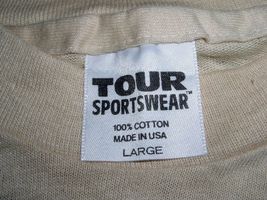 TOUR
SPORTSWEAR™
100% COTTON
MADE IN USA
LARGE